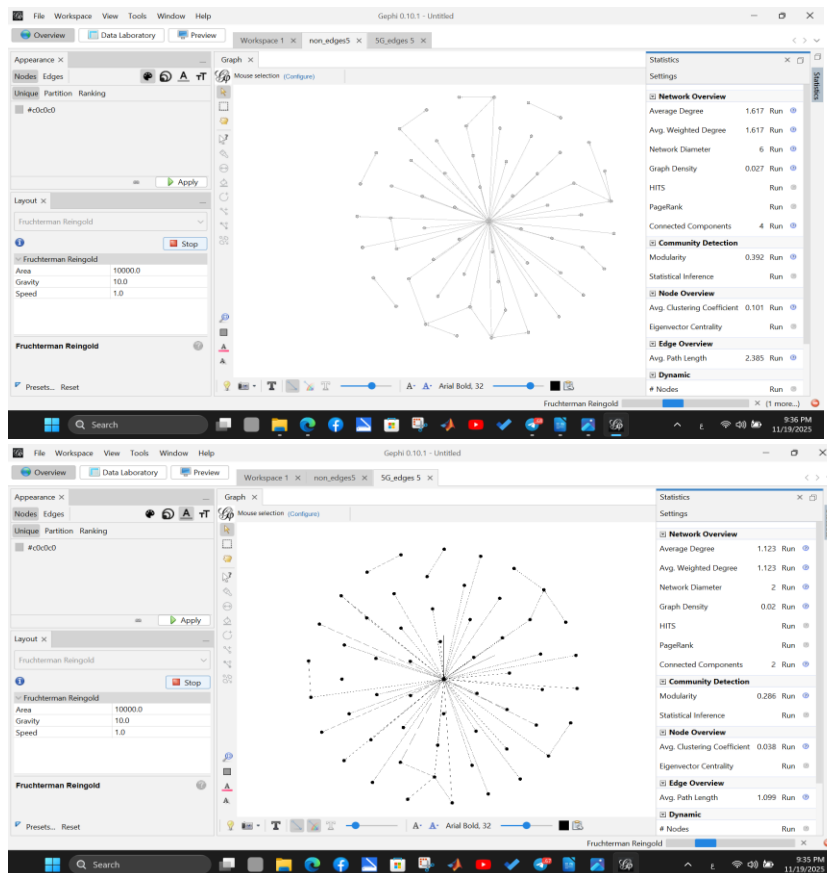 File Workspace View Tools Window Help
Gephi 0.10.1 - Untitled
Overview Data Laboratory Preview
Workspace 1 × non_edges5 × 5G_edges 5 ×
Appearance ×
Nodes Edges
Unique Partition Ranking
#c0c0c0
Apply
Layout ×
Fruchterman Reingold
Stop
Fruchterman Reingold
Area 10000.0
Gravity 10.0
Speed 1.0
Fruchterman Reingold
Presets... Reset
Graph ×
Mouse selection (Configure)
A- A- Arial Bold, 32
Statistics ×
Settings
Statistics
Network Overview
Average Degree 1.617 Run
Avg. Weighted Degree 1.617 Run
Network Diameter 6 Run
Graph Density 0.027 Run
HITS Run
PageRank Run
Connected Components 4 Run
Community Detection
Modularity 0.392 Run
Statistical Inference Run
Node Overview
Avg. Clustering Coefficient 0.101 Run
Eigenvector Centrality Run
Edge Overview
Avg. Path Length 2.385 Run
Dynamic
# Nodes Run
Fruchterman Reingold × (1 more...)
Search
9:36 PM
11/19/2025
File Workspace View Tools Window Help
Gephi 0.10.1 - Untitled
Overview Data Laboratory Preview
Workspace 1 × non_edges5 × 5G_edges 5 ×
Appearance ×
Nodes Edges
Unique Partition Ranking
#c0c0c0
Apply
Layout ×
Fruchterman Reingold
Stop
Fruchterman Reingold
Area 10000.0
Gravity 10.0
Speed 1.0
Fruchterman Reingold
Presets... Reset
Graph ×
Mouse selection (Configure)
A- A- Arial Bold, 32
Statistics ×
Settings
Network Overview
Average Degree 1.123 Run
Avg. Weighted Degree 1.123 Run
Network Diameter 2 Run
Graph Density 0.02 Run
HITS Run
PageRank Run
Connected Components 2 Run
Community Detection
Modularity 0.286 Run
Statistical Inference Run
Node Overview
Avg. Clustering Coefficient 0.038 Run
Eigenvector Centrality Run
Edge Overview
Avg. Path Length 1.099 Run
Dynamic
# Nodes Run
Fruchterman Reingold ×
Search
9:35 PM
11/19/2025